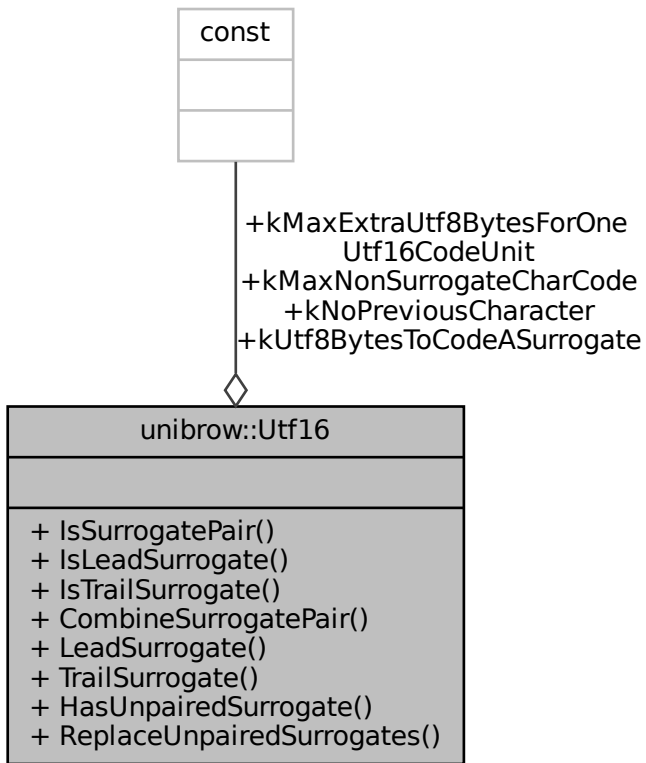 const
+kMaxExtraUtf8BytesForOne
Utf16CodeUnit
+kMaxNonSurrogateCharCode
+kNoPreviousCharacter
+kUtf8BytesToCodeASurrogate
unibrow::Utf16
+ IsSurrogatePair()
+ IsLeadSurrogate()
+ IsTrailSurrogate()
+ CombineSurrogatePair()
+ LeadSurrogate()
+ TrailSurrogate()
+ HasUnpairedSurrogate()
+ ReplaceUnpairedSurrogates()